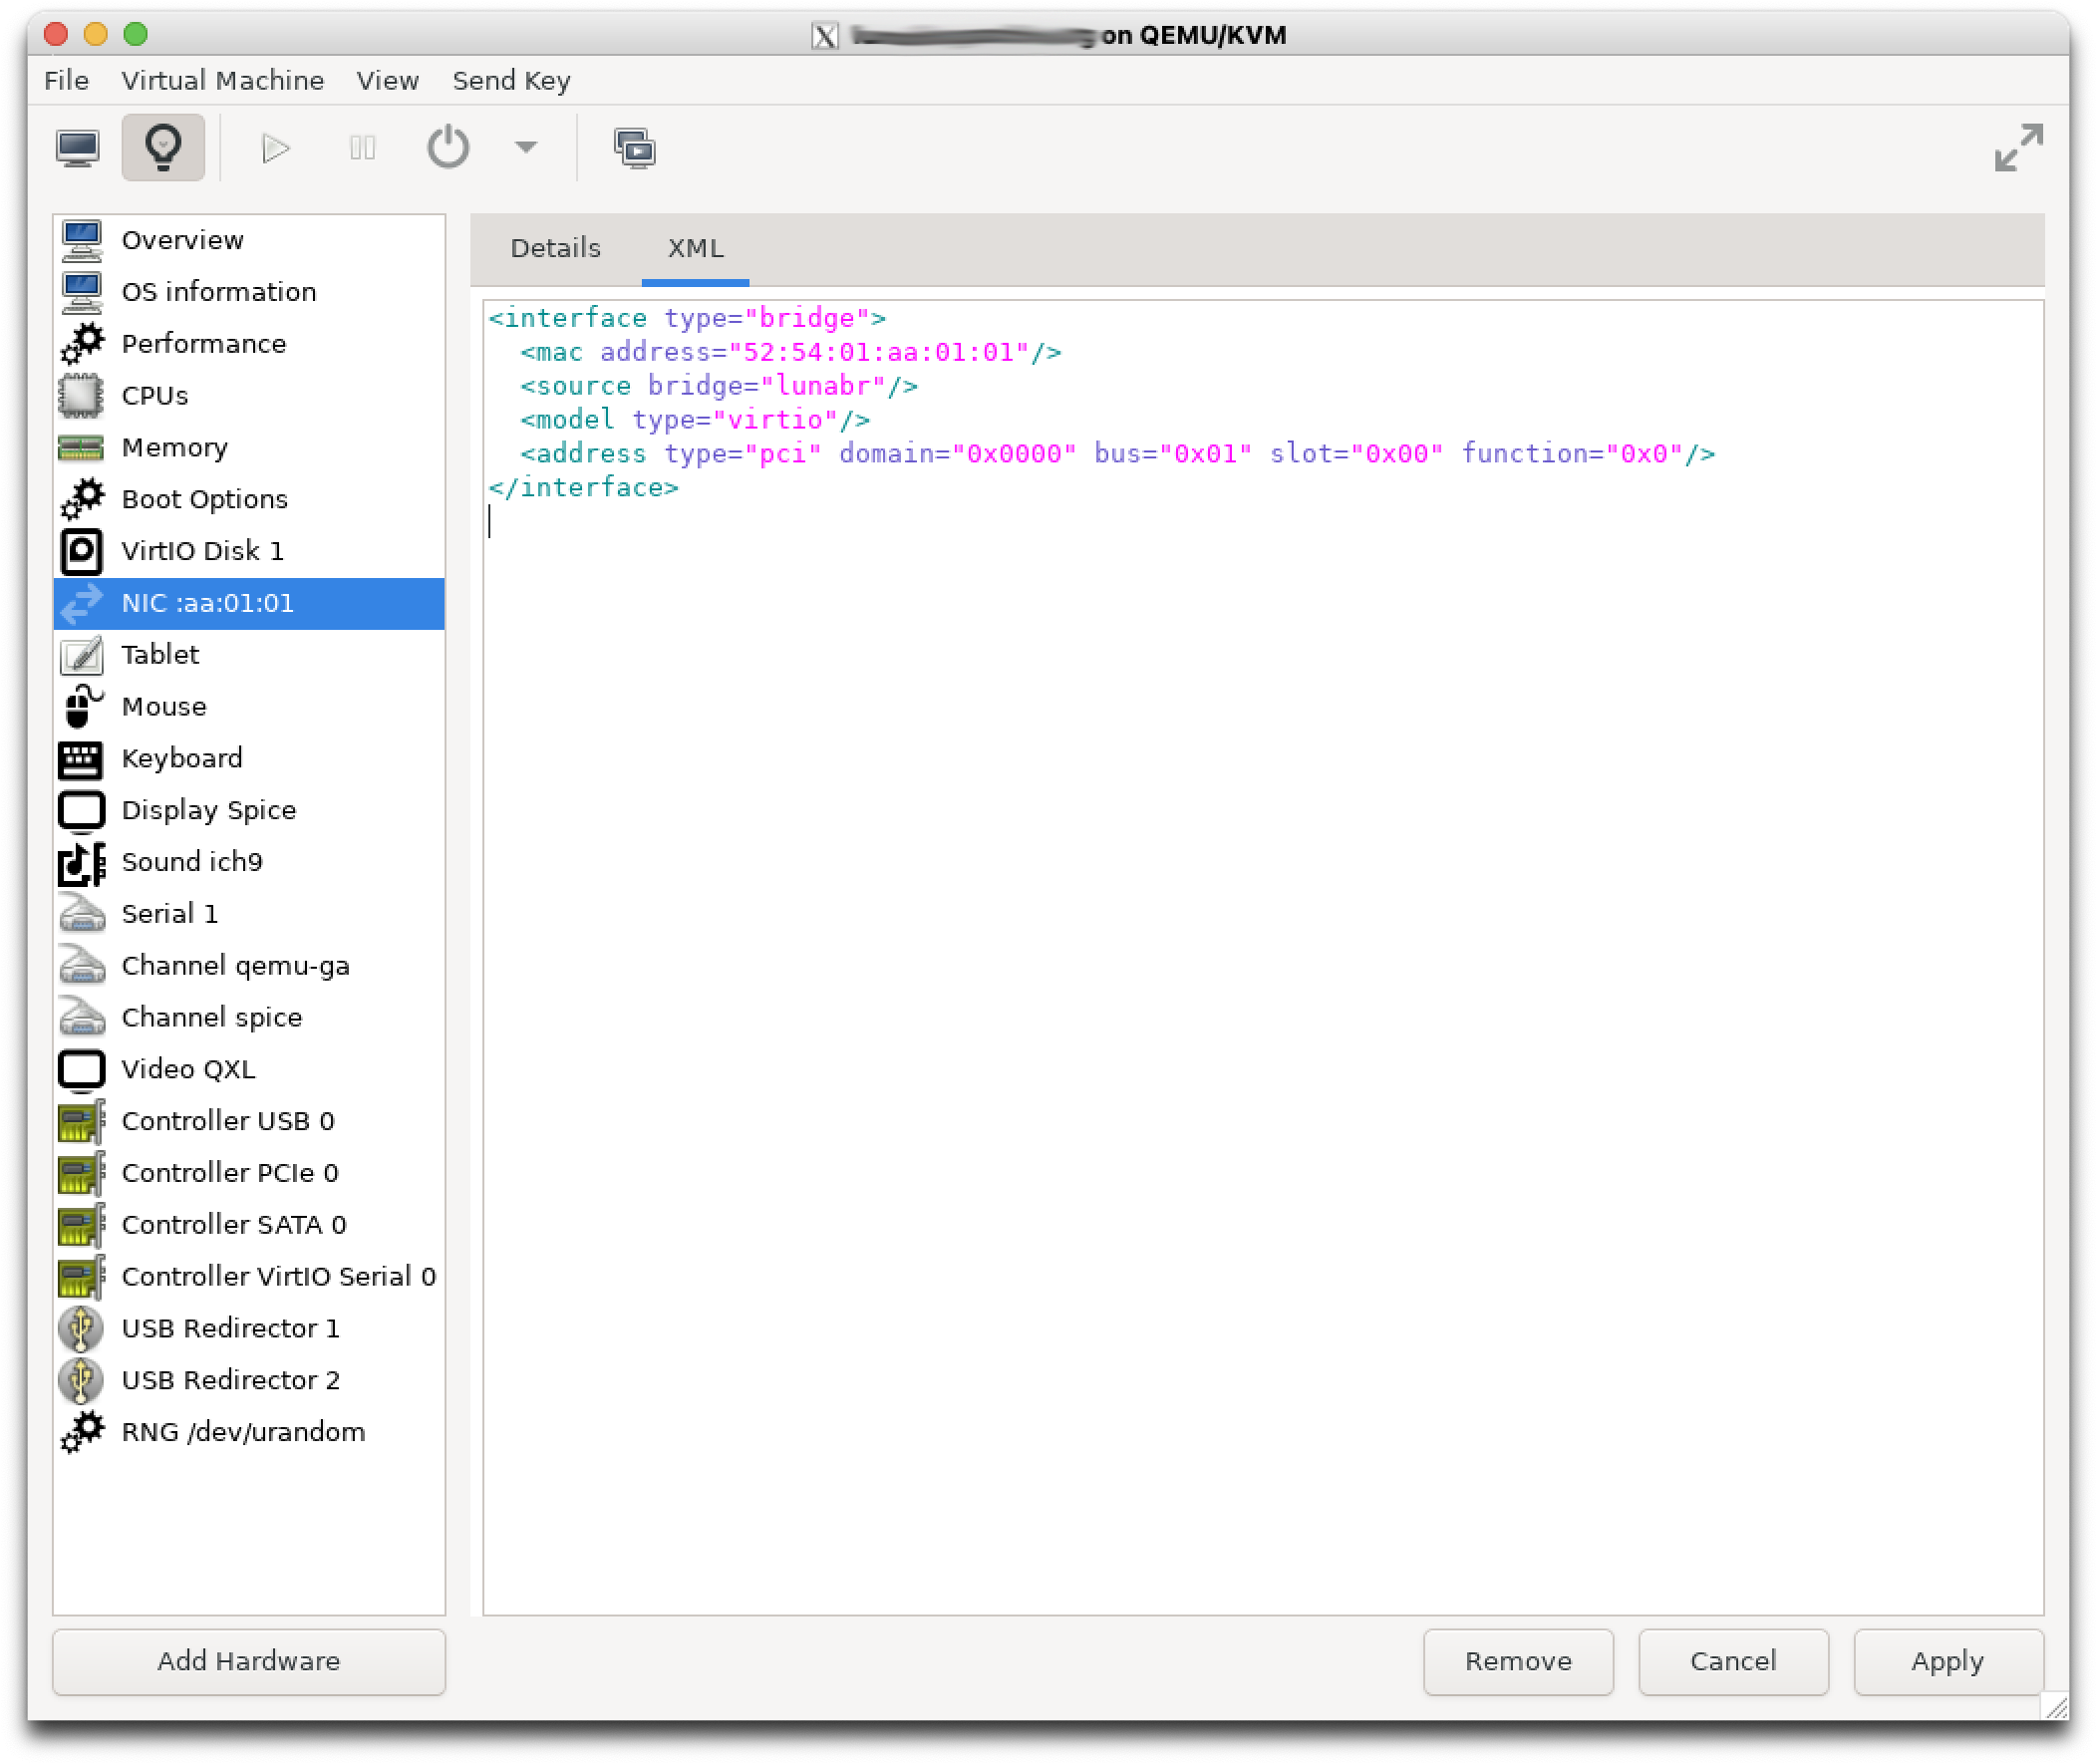 on QEMU/KVM
File Virtual Machine View Send Key
Overview
OS information
Performance
CPUs
Memory
Boot Options
VirtIO Disk 1
NIC :aa:01:01
Tablet
Mouse
Keyboard
Display Spice
Sound ich9
Serial 1
Channel qemu-ga
Channel spice
Video QXL
Controller USB 0
Controller PCIe 0
Controller SATA 0
Controller VirtIO Serial 0
USB Redirector 1
USB Redirector 2
RNG /dev/urandom
Add Hardware
Details XML
<interface type="bridge">
  <mac address="52:54:01:aa:01:01"/>
  <source bridge="lunabr"/>
  <model type="virtio"/>
  <address type="pci" domain="0x0000" bus="0x01" slot="0x00" function="0x0"/>
</interface>
Remove Cancel Apply